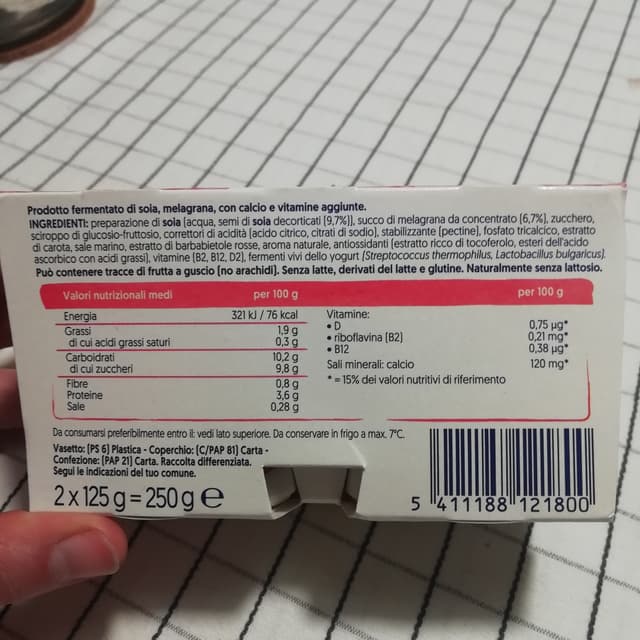 Prodotto fermentato di soia, melagrana, con calcio e vitamine aggiunte.
INGREDIENTI: preparazione di soia [acqua, semi di soia decorticati (9,7%)], succo di melagrana da concentrato (6,7%), zucchero,
sciroppo di glucosio-fruttosio, correttori di acidità (acido citrico, citrati di sodio), stabilizzante (pectine), fosfato tricalcico, estratto
di carota, sale marino, estratto di barbabietole rosse, aroma naturale, antiossidanti (estratto ricco di tocoferolo, esteri dell'acido
ascorbico con acidi grassi), vitamine (B2, B12, D2), fermenti vivi dello yogurt (Streptococcus thermophilus, Lactobacillus bulgaricus).
Può contenere tracce di frutta a guscio (no arachidi). Senza latte, derivati del latte e glutine. Naturalmente senza lattosio.
Valori nutrizionali medi per 100 g per 100 g
Energia 321 kJ / 76 kcal
Grassi 1,9 g
di cui acidi grassi saturi 0,3 g
Carboidrati 10,2 g
di cui zuccheri 9,8 g
Fibre 0,8 g
Proteine 3,6 g
Sale 0,28 g
Vitamine:
• D 0,75 µg*
• riboflavina (B2) 0,21 mg*
• B12 0,38 µg*
Sali minerali: calcio 120 mg*
* = 15% dei valori nutritivi di riferimento
Da consumarsi preferibilmente entro il: vedi lato superiore. Da conservare in frigo a max. 7°C.
Vasetto: (PS 6) Plastica - Coperchio: (C/PAP 81) Carta -
Confezione: (PAP 21) Carta. Raccolta differenziata.
Segui le indicazioni del tuo comune.
2 x 125 g = 250 g e
5 411188 121800